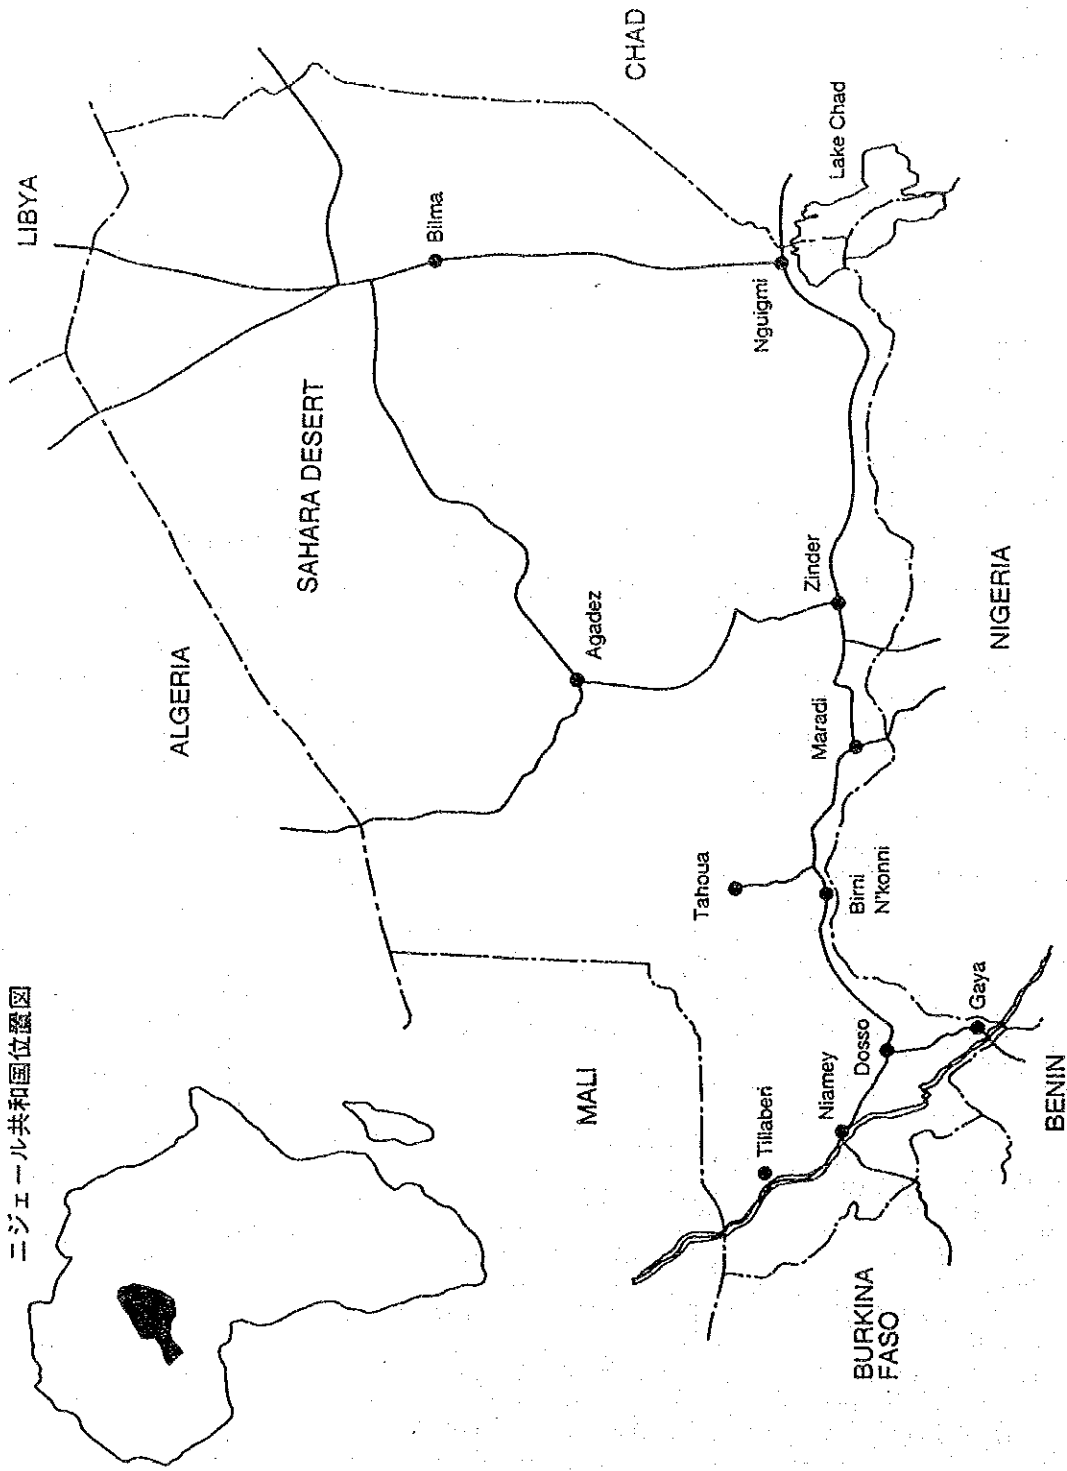 ニジェール共和国位置図
LIBYA
ALGERIA
SAHARA DESERT
CHAD
Bilma
Agadez
MALI
Tahoua
Nguigmi
Lake Chad
Zinder
Maradi
Birni
N'konni
Tillaberi
Niamey
Dosso
Gaya
NIGERIA
BURKINA
FASO
BENIN